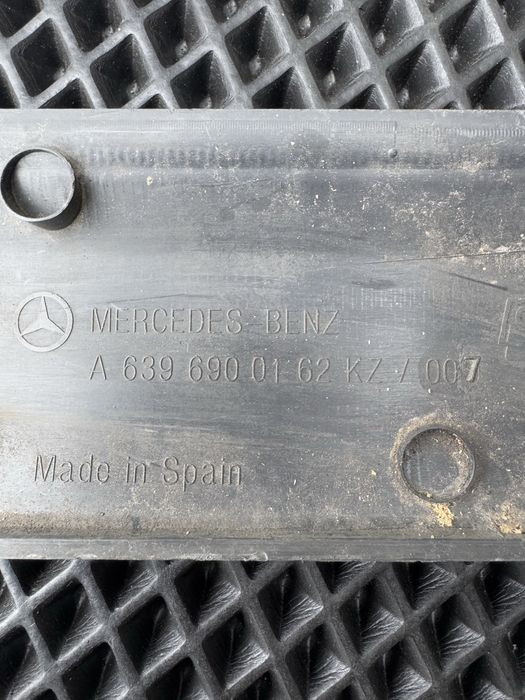 MERCEDES-BENZ
A 639 690 01 62 KZ / 007
Made in Spain